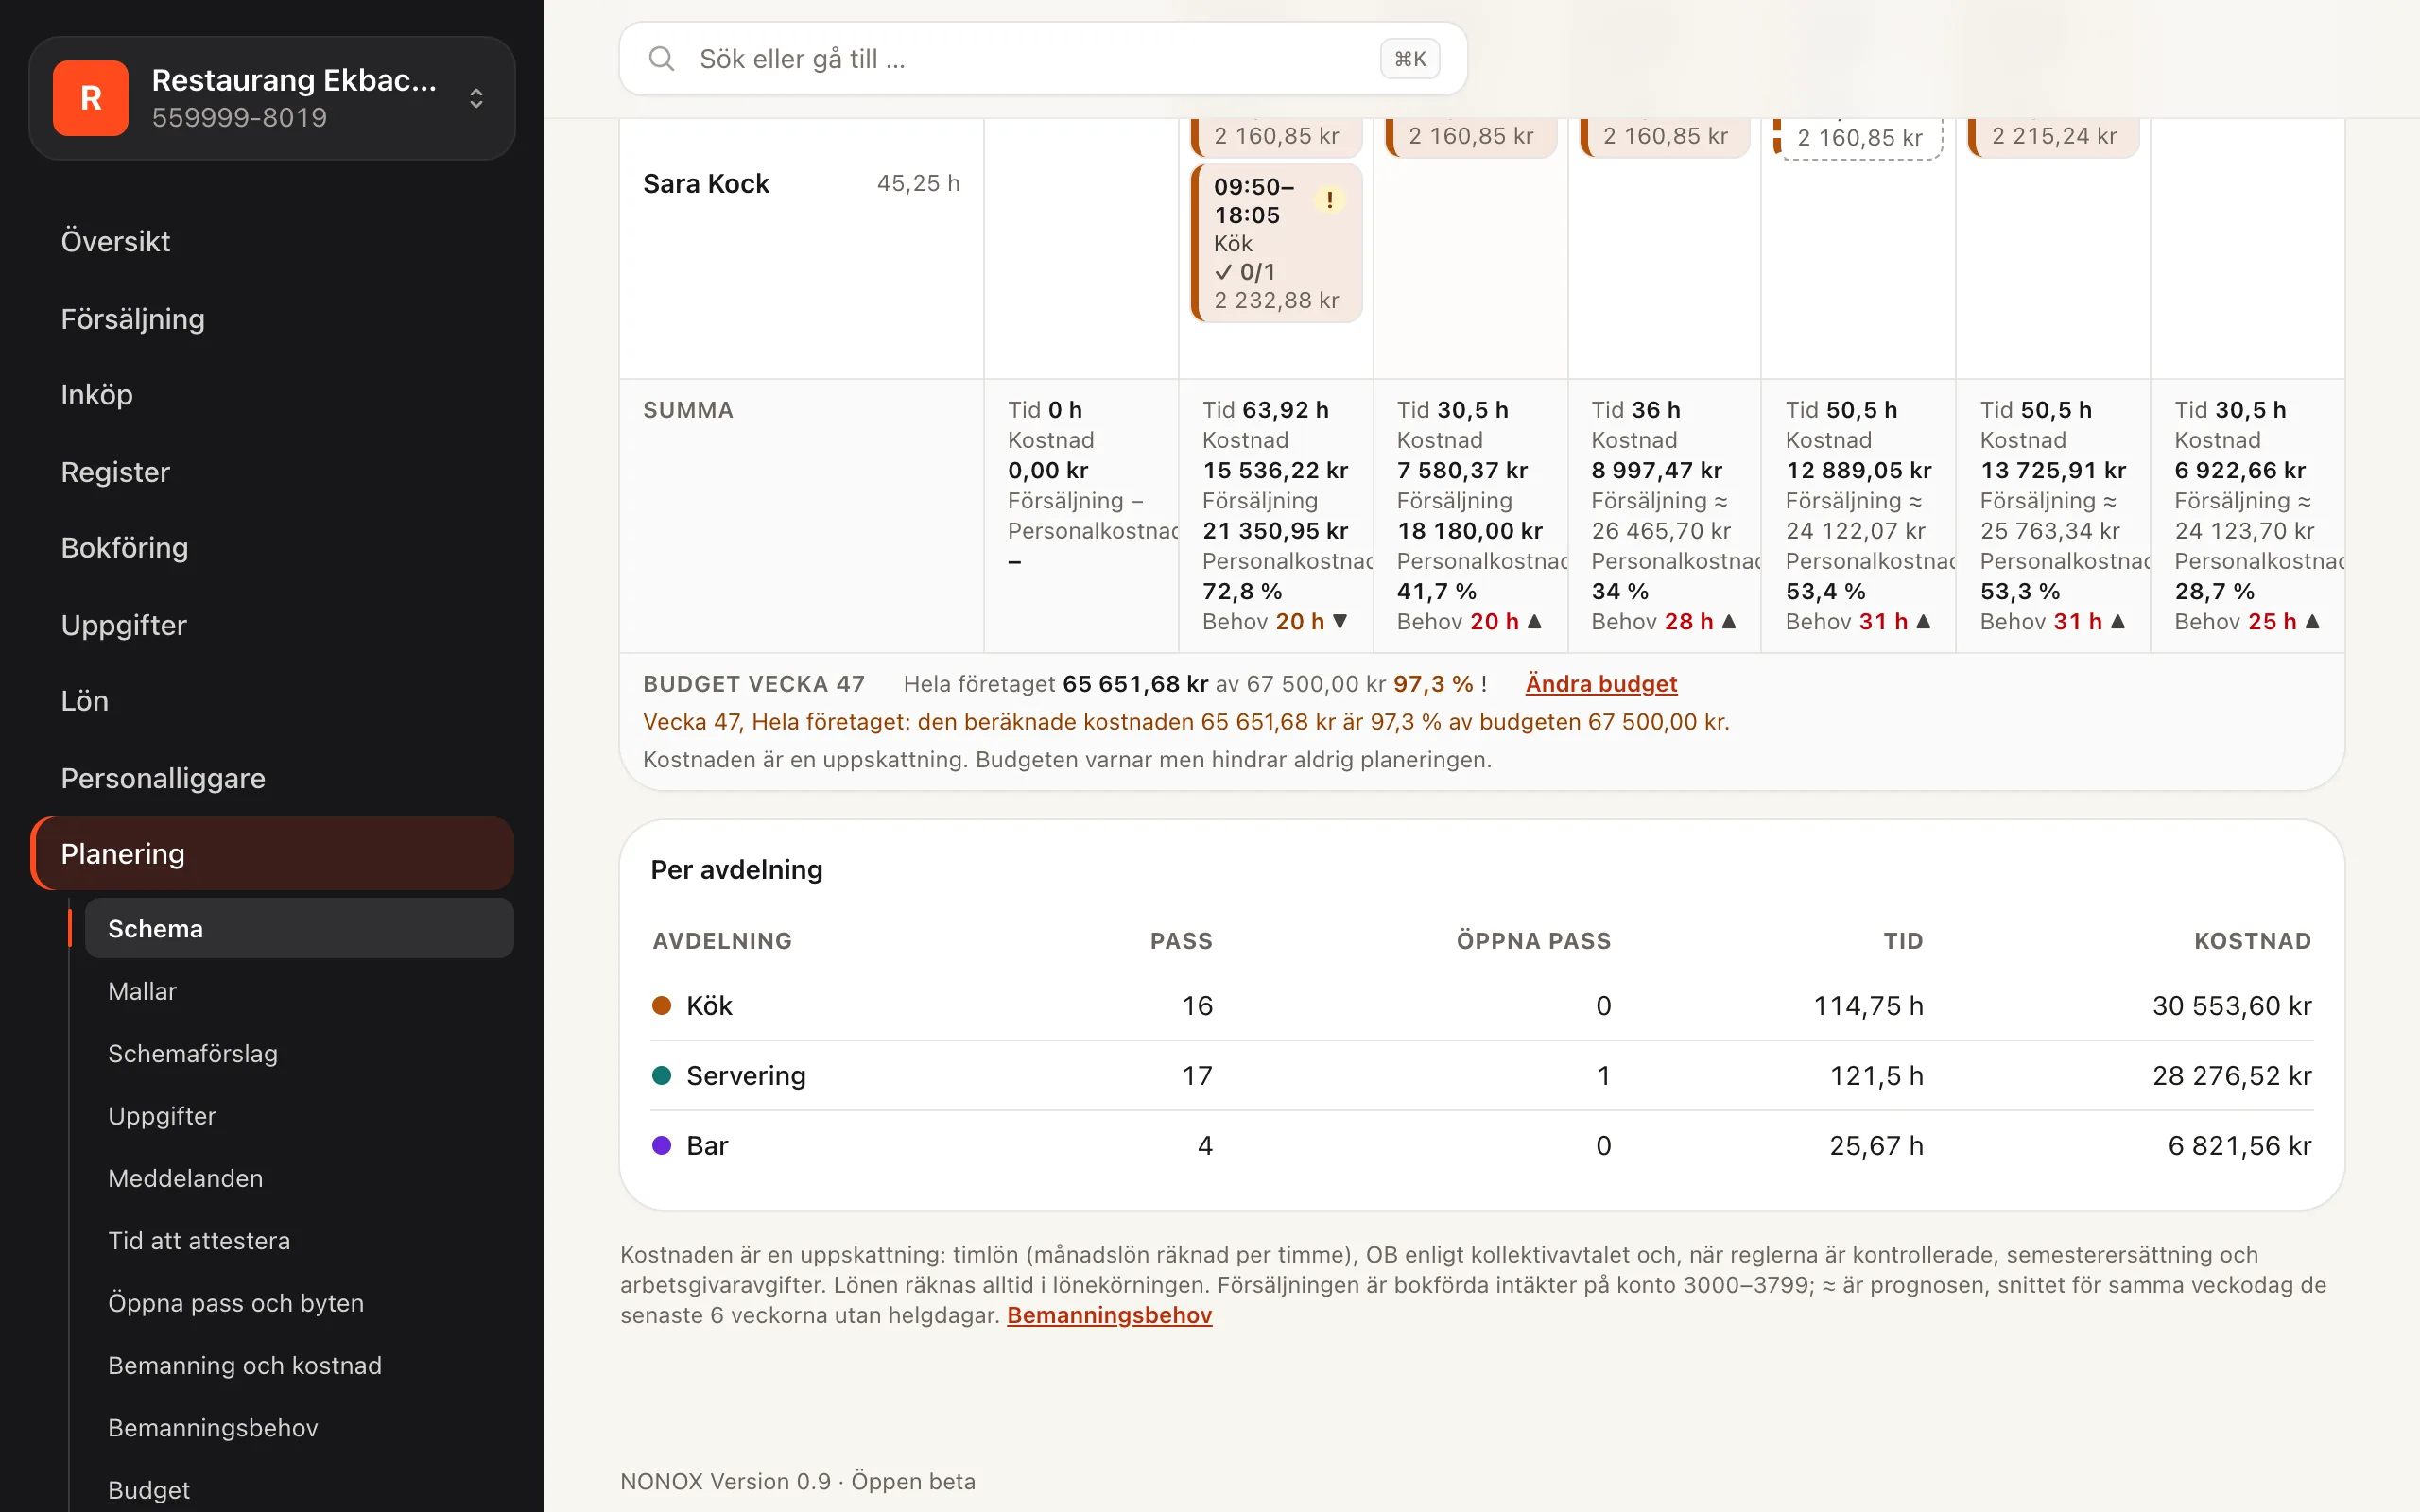 R
Restaurang Ekbac...
559999-8019
Översikt
Försäljning
Inköp
Register
Bokföring
Uppgifter
Lön
Personalliggare
Planering
Schema
Mallar
Schemaförslag
Uppgifter
Meddelanden
Tid att attestera
Öppna pass och byten
Bemanning och kostnad
Bemanningsbehov
Budget
Sök eller gå till ...
⌘K
2 160,85 kr
2 160,85 kr
2 160,85 kr
2 160,85 kr
2 215,24 kr
Sara Kock
45,25 h
09:50–
18:05
!
Kök
✓ 0/1
2 232,88 kr
SUMMA
Tid 0 h
Kostnad
0,00 kr
Försäljning –
Personalkostnad
–
Tid 63,92 h
Kostnad
15 536,22 kr
Försäljning
21 350,95 kr
Personalkostnad
72,8 %
Behov 20 h ▼
Tid 30,5 h
Kostnad
7 580,37 kr
Försäljning
18 180,00 kr
Personalkostnad
41,7 %
Behov 20 h ▲
Tid 36 h
Kostnad
8 997,47 kr
Försäljning ≈
26 465,70 kr
Personalkostnad
34 %
Behov 28 h ▲
Tid 50,5 h
Kostnad
12 889,05 kr
Försäljning ≈
24 122,07 kr
Personalkostnad
53,4 %
Behov 31 h ▲
Tid 50,5 h
Kostnad
13 725,91 kr
Försäljning ≈
25 763,34 kr
Personalkostnad
53,3 %
Behov 31 h ▲
Tid 30,5 h
Kostnad
6 922,66 kr
Försäljning ≈
24 123,70 kr
Personalkostnad
28,7 %
Behov 25 h ▲
BUDGET VECKA 47 Hela företaget 65 651,68 kr av 67 500,00 kr 97,3 % ! Ändra budget
Vecka 47, Hela företaget: den beräknade kostnaden 65 651,68 kr är 97,3 % av budgeten 67 500,00 kr.
Kostnaden är en uppskattning. Budgeten varnar men hindrar aldrig planeringen.
Per avdelning
AVDELNING PASS ÖPPNA PASS TID KOSTNAD
Kök 16 0 114,75 h 30 553,60 kr
Servering 17 1 121,5 h 28 276,52 kr
Bar 4 0 25,67 h 6 821,56 kr
Kostnaden är en uppskattning: timlön (månadslön räknad per timme), OB enligt kollektivavtalet och, när reglerna är kontrollerade, semesterersättning och
arbetsgivaravgifter. Lönen räknas alltid i lönekörningen. Försäljningen är bokförda intäkter på konto 3000–3799; ≈ är prognosen, snittet för samma veckodag de
senaste 6 veckorna utan helgdagar. Bemanningsbehov
NONOX Version 0.9 · Öppen beta